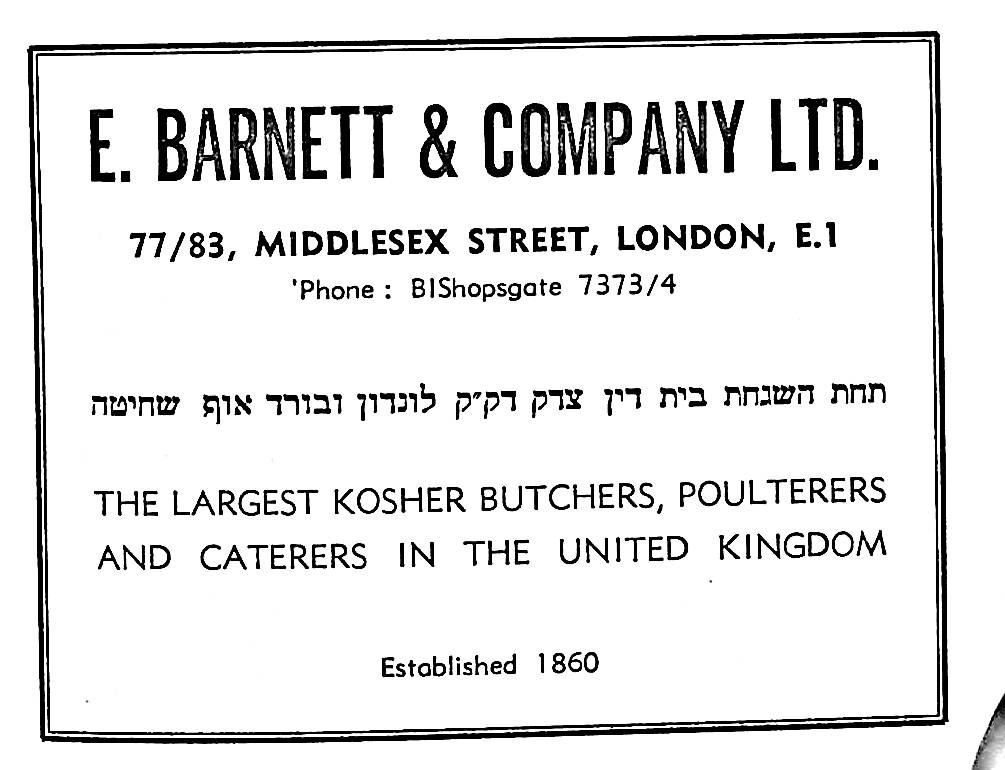 E. BARNETT & COMPANY LTD.
77/83, MIDDLESEX STREET, LONDON, E.1
'Phone : BIShopsgate 7373/4
תחת השגחת בית דין צדק דק״ק לונדון ובורד אוף שחיטה
THE LARGEST KOSHER BUTCHERS, POULTERERS
AND CATERERS IN THE UNITED KINGDOM
Established 1860